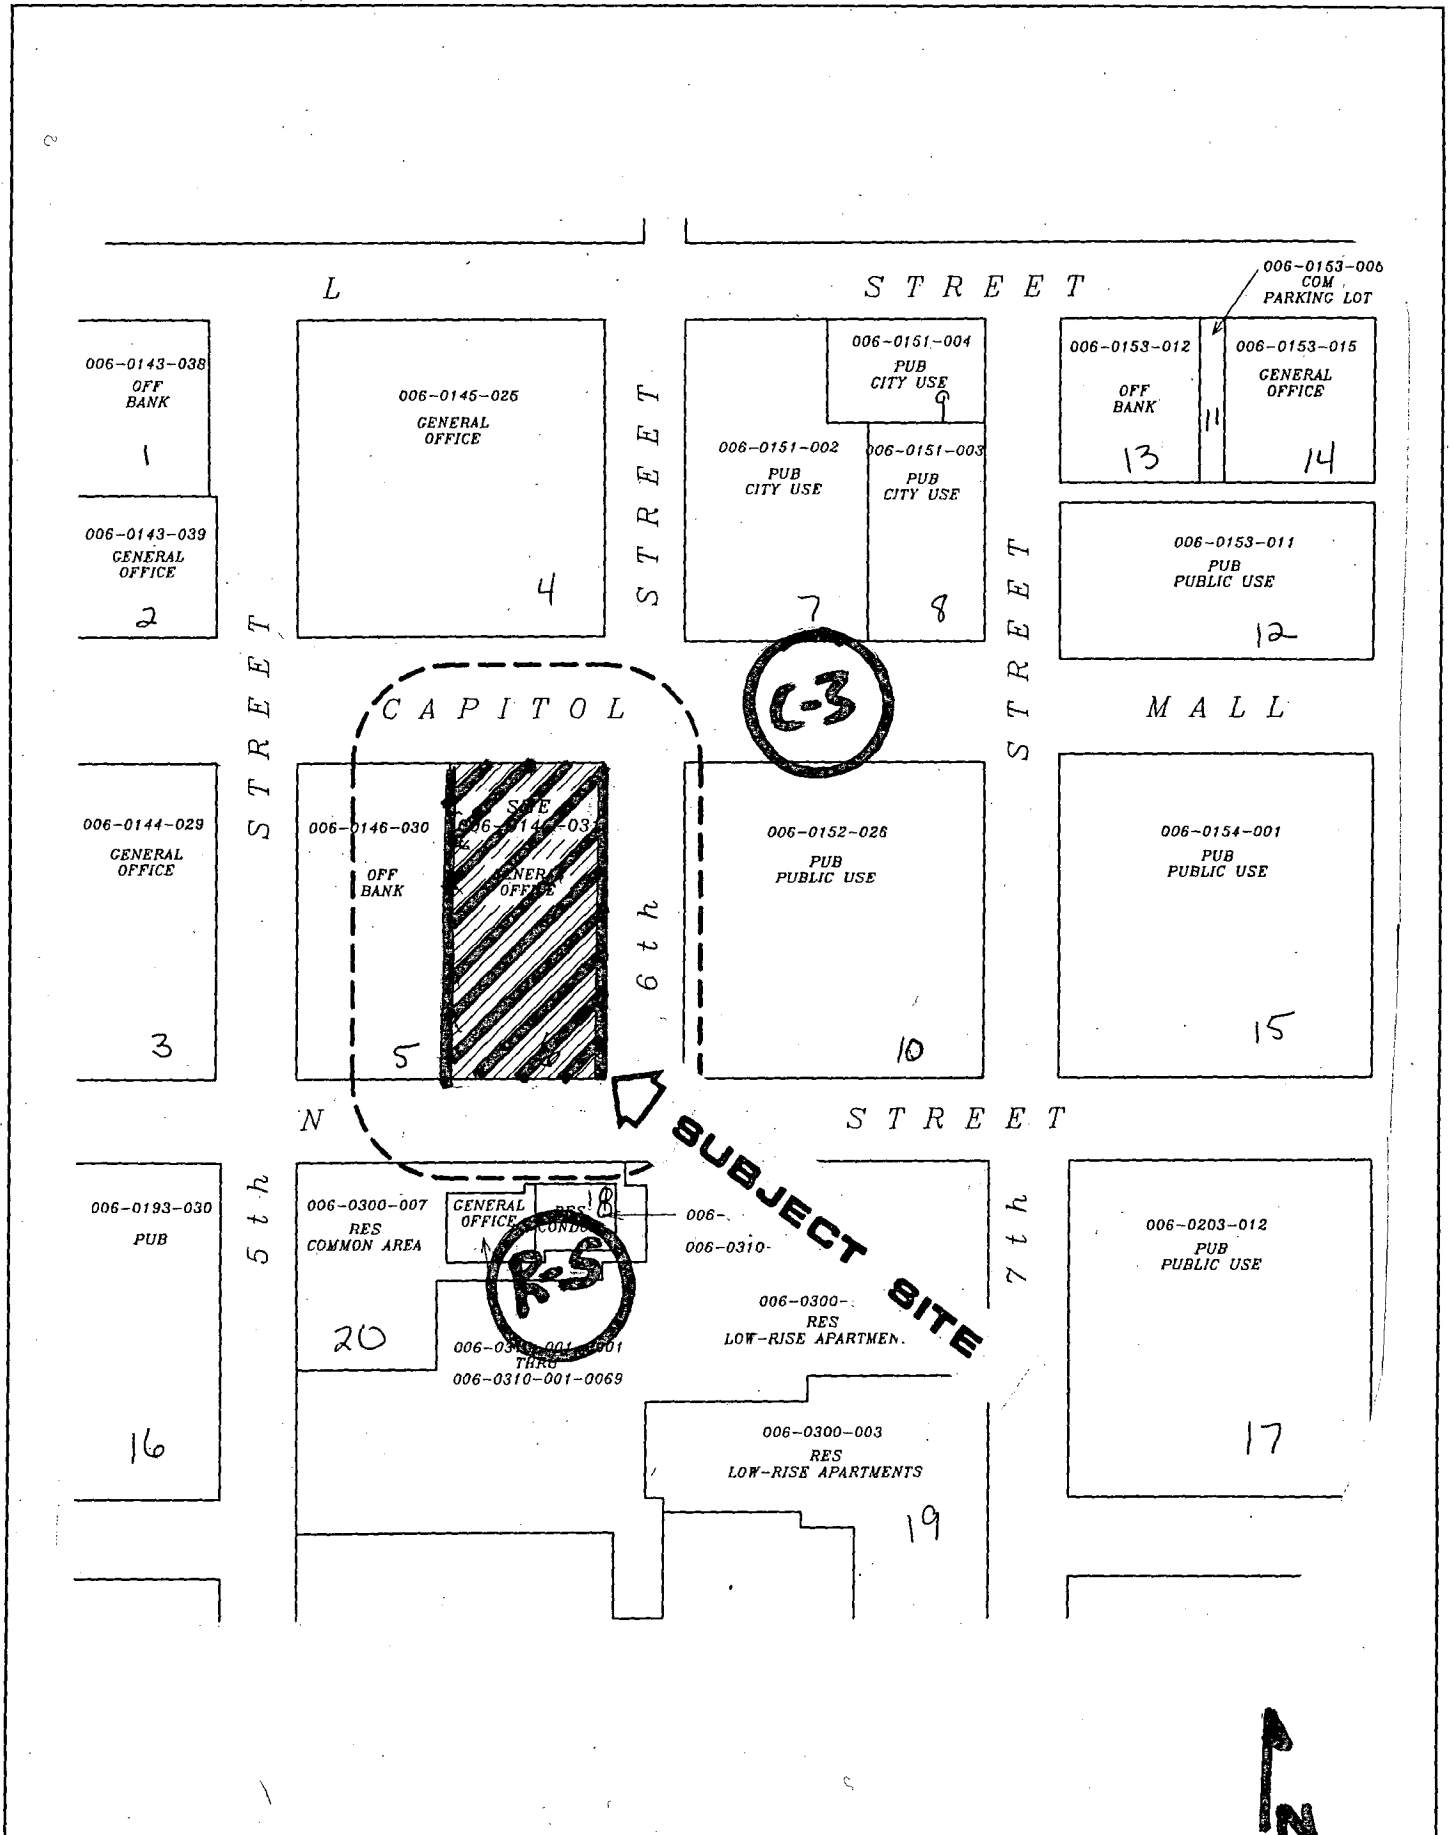 L STREET
006-0153-006
COM
PARKING LOT
006-0143-038
OFF
BANK
1
006-0145-026
GENERAL
OFFICE
4
STREET
006-0151-004
PUB
CITY USE
9
006-0151-002
PUB
CITY USE
7
006-0151-003
PUB
CITY USE
8
006-0153-012
OFF
BANK
13
11
006-0153-015
GENERAL
OFFICE
14
006-0143-039
GENERAL
OFFICE
2
STREET
STREET
006-0153-011
PUB
PUBLIC USE
12
C-3
CAPITOL MALL
006-0144-029
GENERAL
OFFICE
3
006-0146-030
OFF
BANK
5
OFFICE
6th
006-0152-026
PUB
PUBLIC USE
10
006-0154-001
PUB
PUBLIC USE
15
N STREET
SUBJECT SITE
006-0193-030
PUB
16
5th
006-0300-007
RES
COMMON AREA
20
GENERAL
OFFICE
18
R-5
006-
006-0310-
THRU
006-0310-001-0069
006-0300-
RES
LOW-RISE APARTMEN
7th
006-0203-012
PUB
PUBLIC USE
17
006-0300-003
RES
LOW-RISE APARTMENTS
19
N